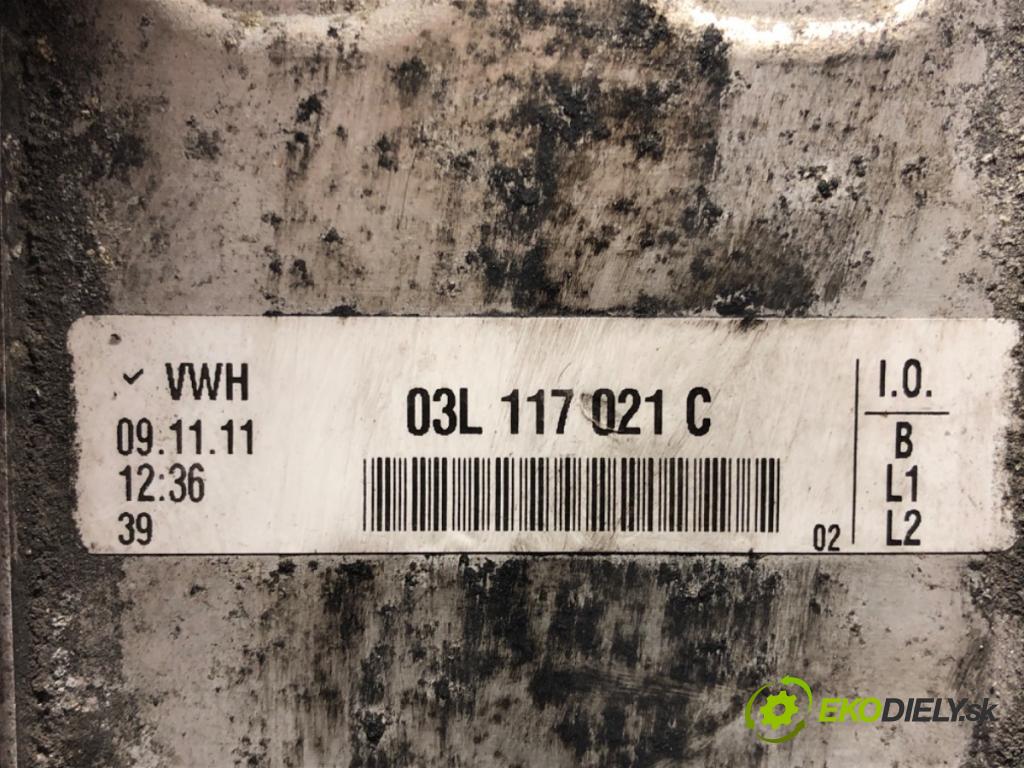 ✓ VWH
09.11.11
12:36
39
03L 117 021 C
02
I.O.
B
L1
L2
EKODIELY.sk